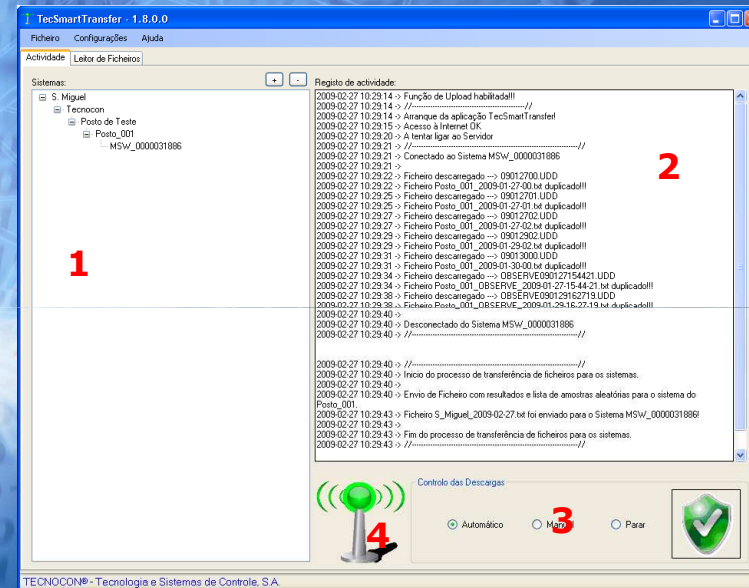 TecSmartTransfer - 1.8.0.0
Ficheiro Configurações Ajuda
Actividade Leitor de Ficheiros
Sistemas: + -
S. Miguel
Tecnocon
Posto de Teste
Posto_001
MSW_0000031886
1
Registo de actividade:
2009-02-27 10:29:14 -> Função de Upload habilitada!!!
2009-02-27 10:29:14 -> //--------------------------------------------//
2009-02-27 10:29:14 -> Arranque da aplicação TecSmartTransfer!
2009-02-27 10:29:15 -> Acesso à Internet OK
2009-02-27 10:29:20 -> A tentar ligar ao Servidor
2009-02-27 10:29:21 -> //----------------------------------------------------------------//
2009-02-27 10:29:21 -> Conectado ao Sistema MSW_0000031886
2009-02-27 10:29:21 ->
2009-02-27 10:29:22 -> Ficheiro descarregado ---> 09012700.UDD
2009-02-27 10:29:22 -> Ficheiro Posto_001_2009-01-27-00.txt duplicado!!!
2009-02-27 10:29:25 -> Ficheiro descarregado ---> 09012701.UDD
2009-02-27 10:29:25 -> Ficheiro Posto_001_2009-01-27-01.txt duplicado!!!
2009-02-27 10:29:27 -> Ficheiro descarregado ---> 09012702.UDD
2009-02-27 10:29:27 -> Ficheiro Posto_001_2009-01-27-02.txt duplicado!!!
2009-02-27 10:29:29 -> Ficheiro descarregado ---> 09012902.UDD
2009-02-27 10:29:29 -> Ficheiro Posto_001_2009-01-29-02.txt duplicado!!!
2009-02-27 10:29:31 -> Ficheiro descarregado ---> 09013000.UDD
2009-02-27 10:29:31 -> Ficheiro Posto_001_2009-01-30-00.txt duplicado!!!
2009-02-27 10:29:34 -> Ficheiro descarregado ---> OBSERVE090127154421.UDD
2009-02-27 10:29:34 -> Ficheiro Posto_001_OBSERVE_2009-01-27-15-44-21.txt duplicado!!!
2009-02-27 10:29:38 -> Ficheiro descarregado ---> OBSERVE090129162719.UDD
2009-02-27 10:29:38 -> Ficheiro Posto_001_OBSERVE_2009-01-29-16-27-19.txt duplicado!!!
2009-02-27 10:29:40 ->
2009-02-27 10:29:40 -> Desconectado do Sistema MSW_0000031886
2009-02-27 10:29:40 -> //----------------------------------------------------------------//
2009-02-27 10:29:40 -> //----------------------------------------------------------------//
2009-02-27 10:29:40 -> Inicio do processo de transferência de ficheiros para os sistemas.
2009-02-27 10:29:40 ->
2009-02-27 10:29:40 -> Envio de Ficheiro com resultados e lista de amostras aleatórias para o sistema do
Posto_001.
2009-02-27 10:29:43 -> Ficheiro S_Miguel_2009-02-27.txt foi enviado para o Sistema MSW_0000031886!
2009-02-27 10:29:43 ->
2009-02-27 10:29:43 -> Fim do processo de transferência de ficheiros para os sistemas.
2009-02-27 10:29:43 -> //----------------------------------------------------------------//
2
Controlo das Descargas
Automático Manual Parar
3
4
TECNOCON® - Tecnologia e Sistemas de Controle, S.A.